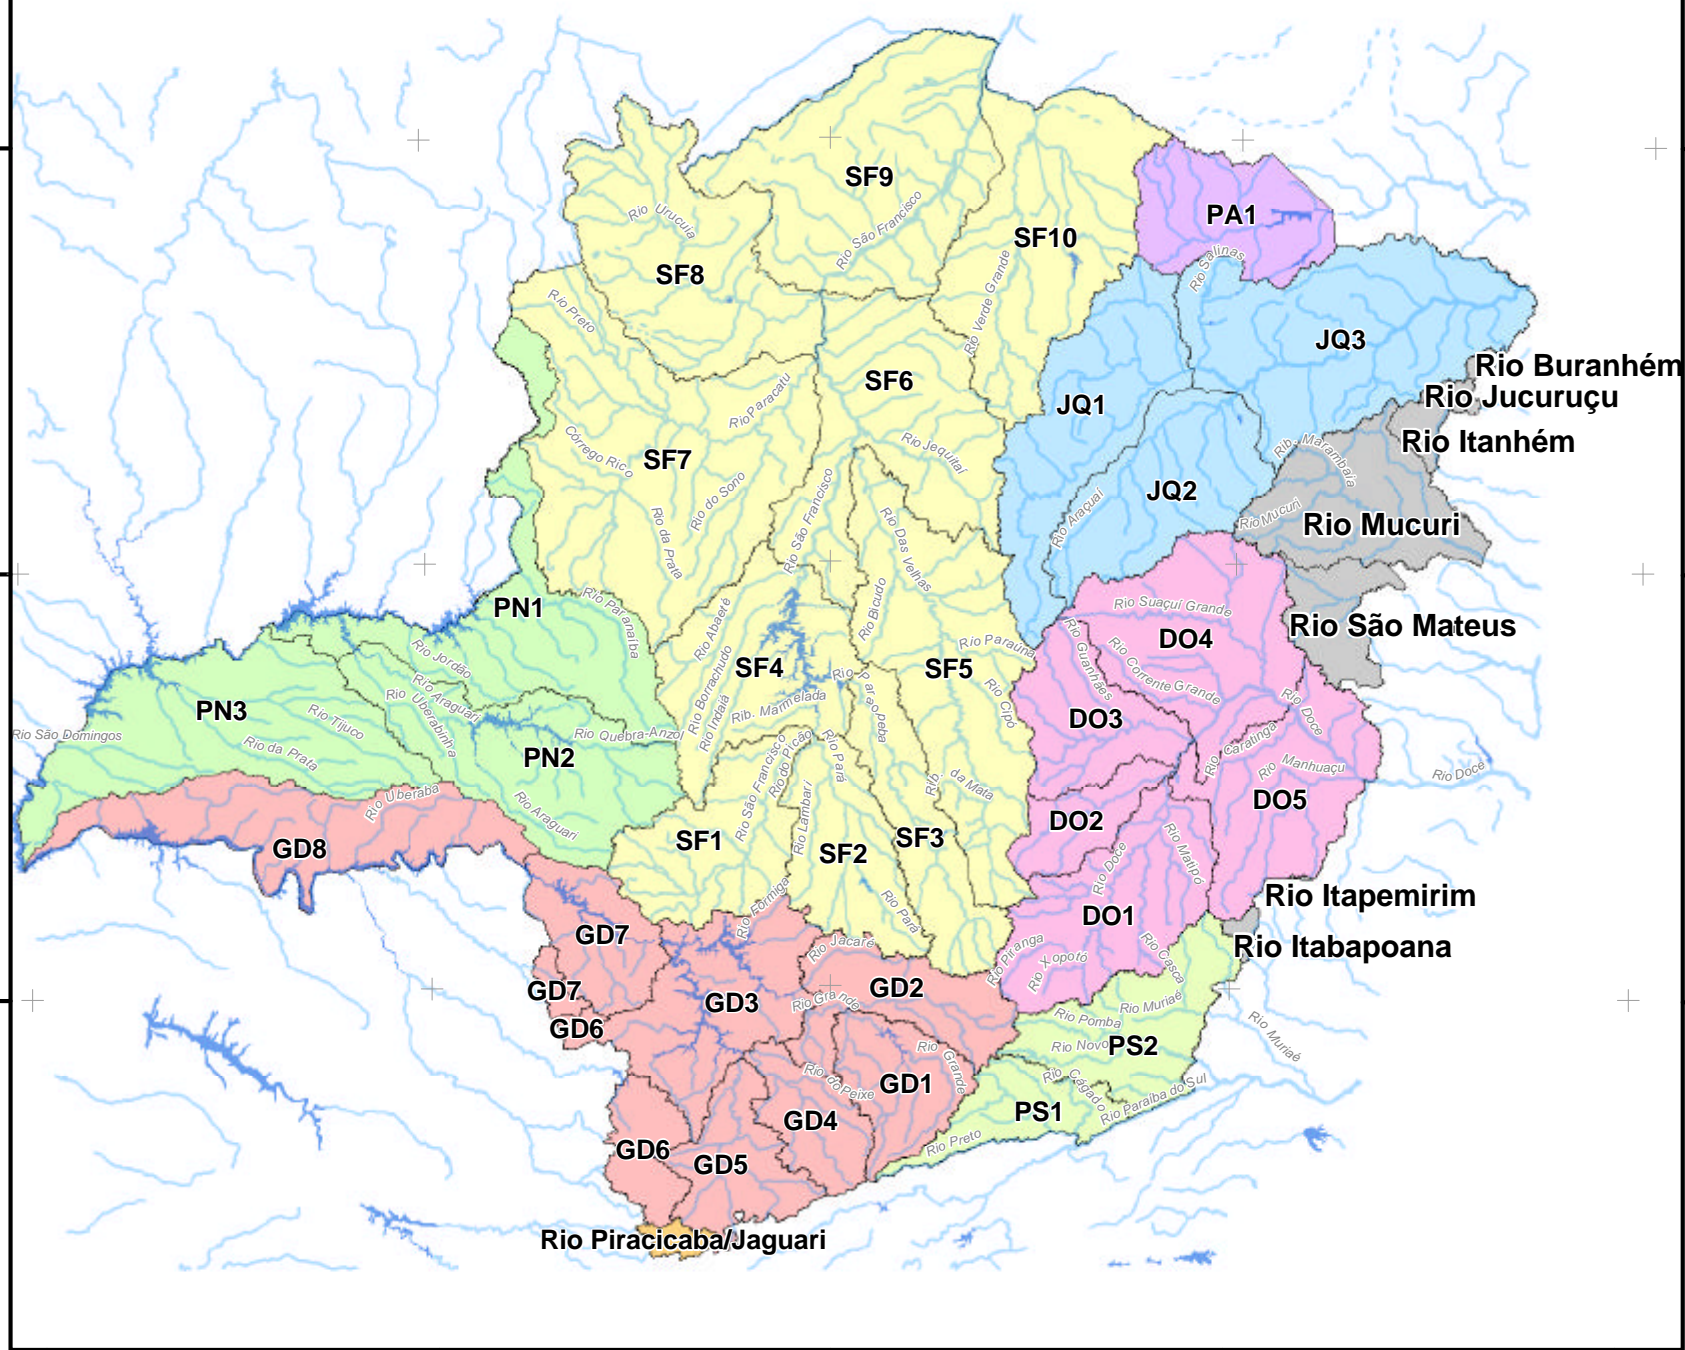 SF9
PA1
SF10
Rio Urucuia
Rio São Francisco
Rio Salinas
SF8
Rio Verde Grande
Rio Preto
JQ3
Rio Buranhém
SF6
Rio Jucuruçu
Rio Paracatu
JQ1
Rio Itanhém
Córrego Rico
Rio Jequitaí
Rib. Marambaia
SF7
JQ2
Rio do Sono
Rio São Francisco
Rio Araçuaí
Rio Mucuri
Rio Mucuri
Rio da Prata
Rio Das Velhas
PN1
Rio Paranaíba
Rio Abaeté
Rio Bicudo
Rio Suaçuí Grande
Rio São Mateus
DO4
Rio Guanhães
Rio Corrente Grande
Rio Paraúna
Rio Jordão
SF4
SF5
Rio Borrachudo
Rio Indaiá
Rib. Marmelada
Rio Paraopeba
Rio Cipó
PN3
Rio Araguari
Rio Uberabinha
Rio Tijuco
DO3
Rio Doce
Rio São Domingos
Rio da Prata
Rio Quebra-Anzol
Rio Caratinga
PN2
Rio São Francisco
Rio do Picão
Rio Pará
Rio Manhuaçu
Rio Doce
Rib. da Mata
DO5
Rio Uberaba
Rio Araguari
DO2
GD8
SF1
Rio Lambari
SF2
SF3
Rio Doce
Rio Matipó
Rio Itapemirim
Rio Formiga
Rio Pará
DO1
GD7
Rio Jacaré
Rio Itabapoana
Rio Piranga
Rio Xopotó
Rio Casca
GD7
GD2
GD3
Rio Grande
Rio Muriaé
GD6
Rio Pomba
Rio Muriaé
Rio Novo
PS2
Rio Grande
GD1
Rio do Peixe
Rio Cágado
Rio Paraíba do Sul
PS1
GD4
Rio Preto
GD6
GD5
Rio Piracicaba/Jaguari